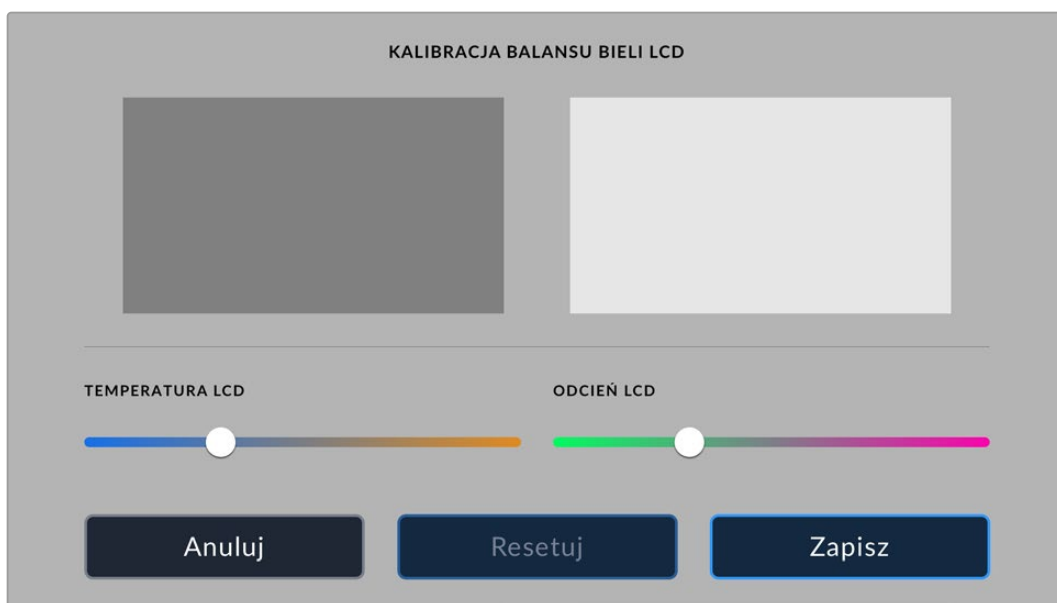 KALIBRACJA BALANSU BIELI LCD
TEMPERATURA LCD
ODCIEŃ LCD
Anuluj
Resetuj
Zapisz